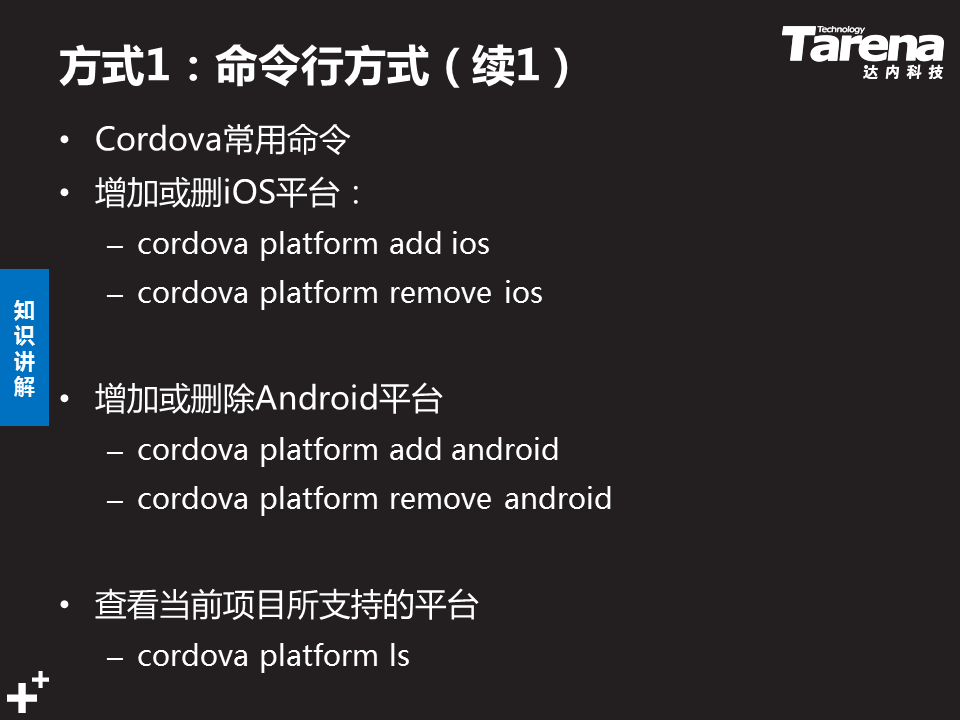 方式1：命令行方式（续1）
Technology
Tarena
达内科技
• Cordova常用命令
• 增加或删iOS平台：
– cordova platform add ios
– cordova platform remove ios
知识讲解
• 增加或删除Android平台
– cordova platform add android
– cordova platform remove android
• 查看当前项目所支持的平台
– cordova platform ls